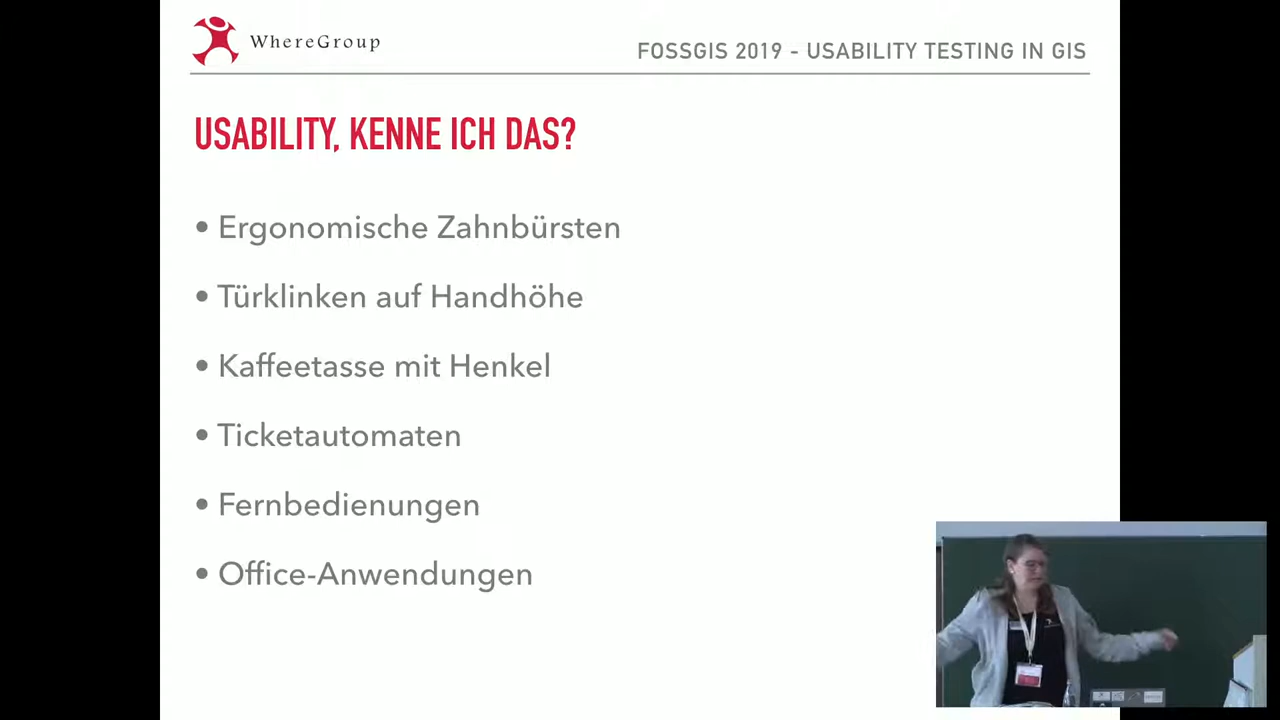 WhereGroup
FOSSGIS 2019 - USABILITY TESTING IN GIS
USABILITY, KENNE ICH DAS?
• Ergonomische Zahnbürsten
• Türklinken auf Handhöhe
• Kaffeetasse mit Henkel
• Ticketautomaten
• Fernbedienungen
• Office-Anwendungen